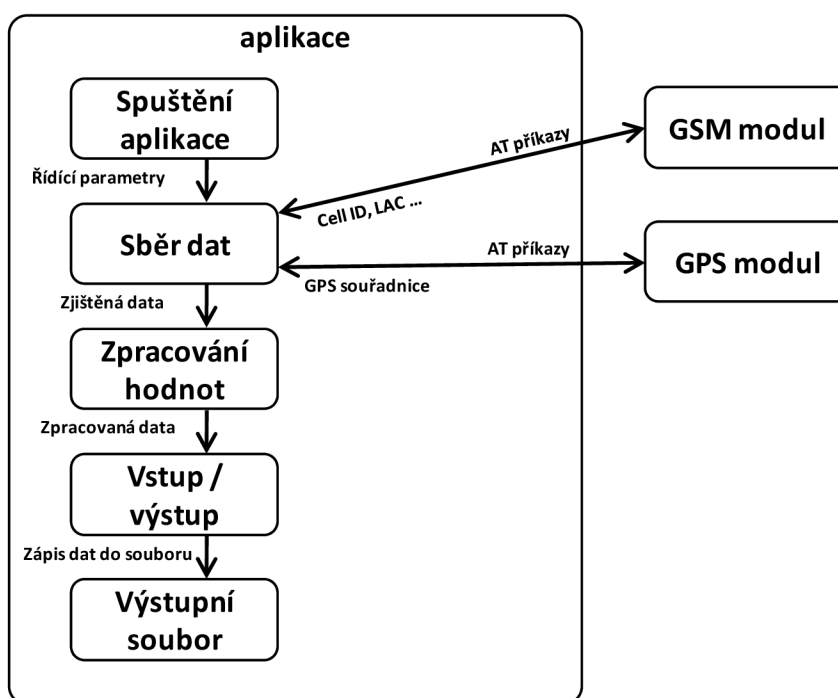 aplikace
Spuštění
aplikace
Řídící parametry
AT příkazy
GSM modul
Cell ID, LAC ...
Sběr dat
AT příkazy
GPS modul
GPS souřadnice
Zjištěná data
Zpracování
hodnot
Zpracovaná data
Vstup /
výstup
Zápis dat do souboru
Výstupní
soubor